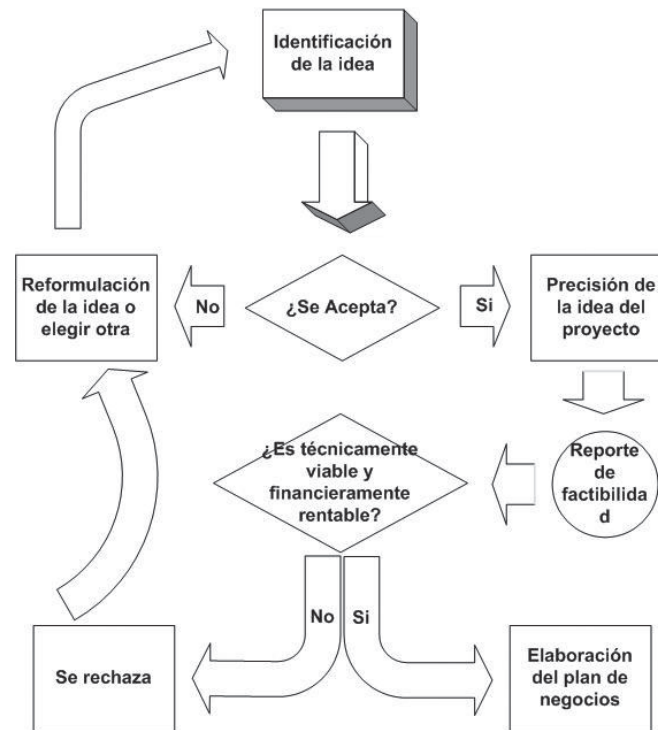 Identificación
de la idea
Reformulación
de la idea o
elegir otra
No
¿Se Acepta?
Si
Precisión de
la idea del
proyecto
¿Es técnicamente
viable y
financieramente
rentable?
Reporte
de
factibilida
d
No
Si
Se rechaza
Elaboración
del plan de
negocios